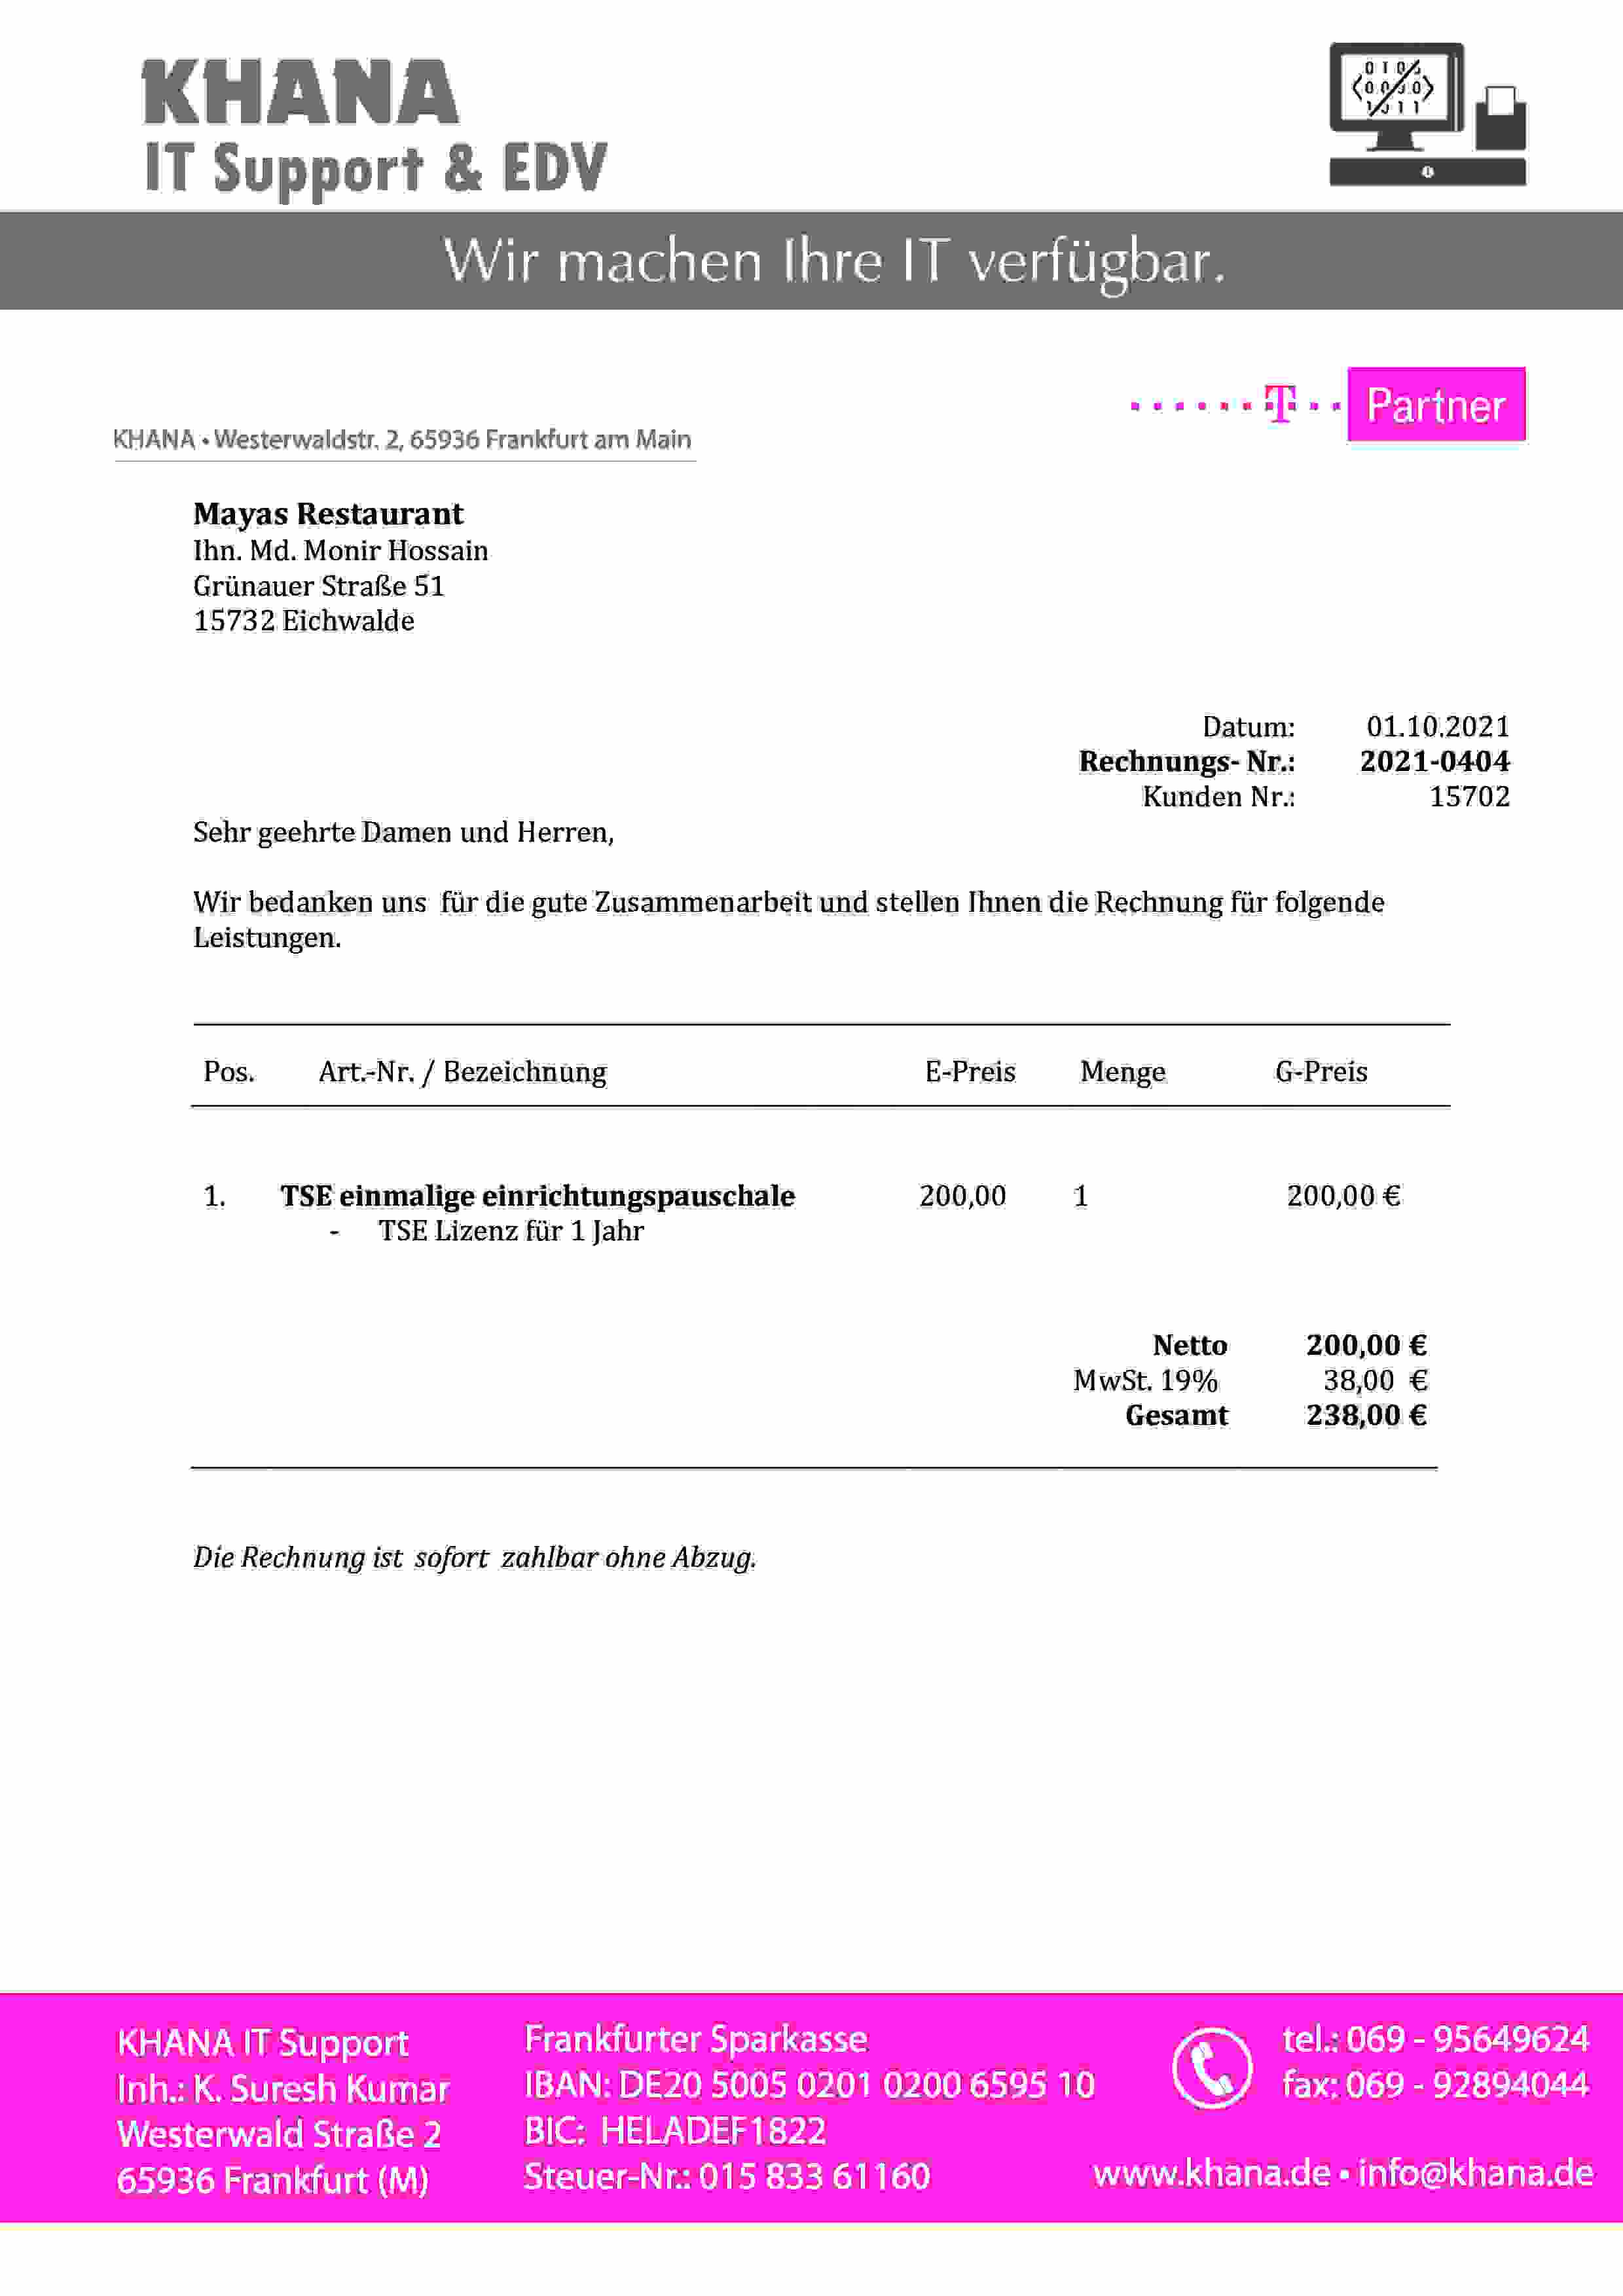 KHANA
IT Support & EDV
Wir machen Ihre IT verfügbar.
T Partner
KHANA • Westerwaldstr. 2, 65936 Frankfurt am Main
Mayas Restaurant
Ihn. Md. Monir Hossain
Grünauer Straße 51
15732 Eichwalde
Datum: 01.10.2021
Rechnungs- Nr.: 2021-0404
Kunden Nr.: 15702
Sehr geehrte Damen und Herren,
Wir bedanken uns für die gute Zusammenarbeit und stellen Ihnen die Rechnung für folgende
Leistungen.
Pos. Art.-Nr. / Bezeichnung E-Preis Menge G-Preis
1. TSE einmalige einrichtungspauschale 200,00 1 200,00 €
- TSE Lizenz für 1 Jahr
Netto 200,00 €
MwSt. 19% 38,00 €
Gesamt 238,00 €
Die Rechnung ist sofort zahlbar ohne Abzug.
KHANA IT Support
Inh.: K. Suresh Kumar
Westerwald Straße 2
65936 Frankfurt (M)
Frankfurter Sparkasse
IBAN: DE20 5005 0201 0200 6595 10
BIC: HELADEF1822
Steuer-Nr.: 015 833 61160
tel.: 069 - 95649624
fax: 069 - 92894044
www.khana.de • info@khana.de